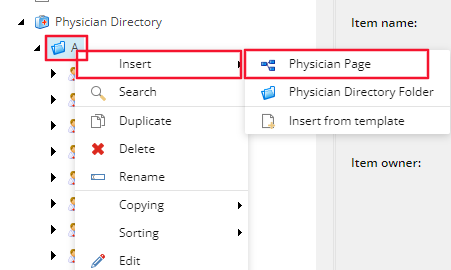 Physician Directory
Item name:
A
Insert
Physician Page
Search
Physician Directory Folder
Duplicate
Insert from template
Delete
Item owner:
Rename
Copying
Sorting
Edit